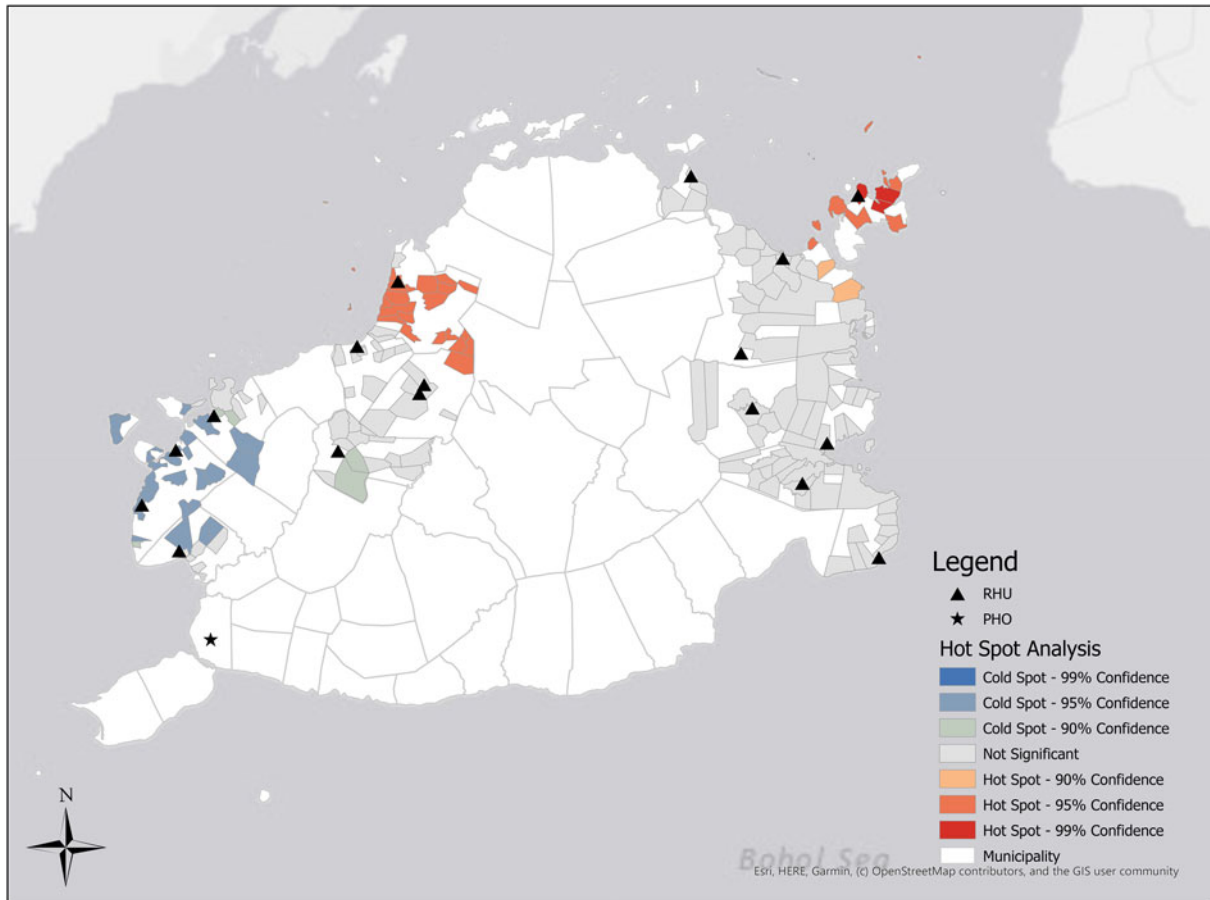 Legend
RHU
PHO
Hot Spot Analysis
Cold Spot - 99% Confidence
Cold Spot - 95% Confidence
Cold Spot - 90% Confidence
Not Significant
Hot Spot - 90% Confidence
Hot Spot - 95% Confidence
Hot Spot - 99% Confidence
Municipality
N
Bohol Sea
Esri, HERE, Garmin, (c) OpenStreetMap contributors, and the GIS user community